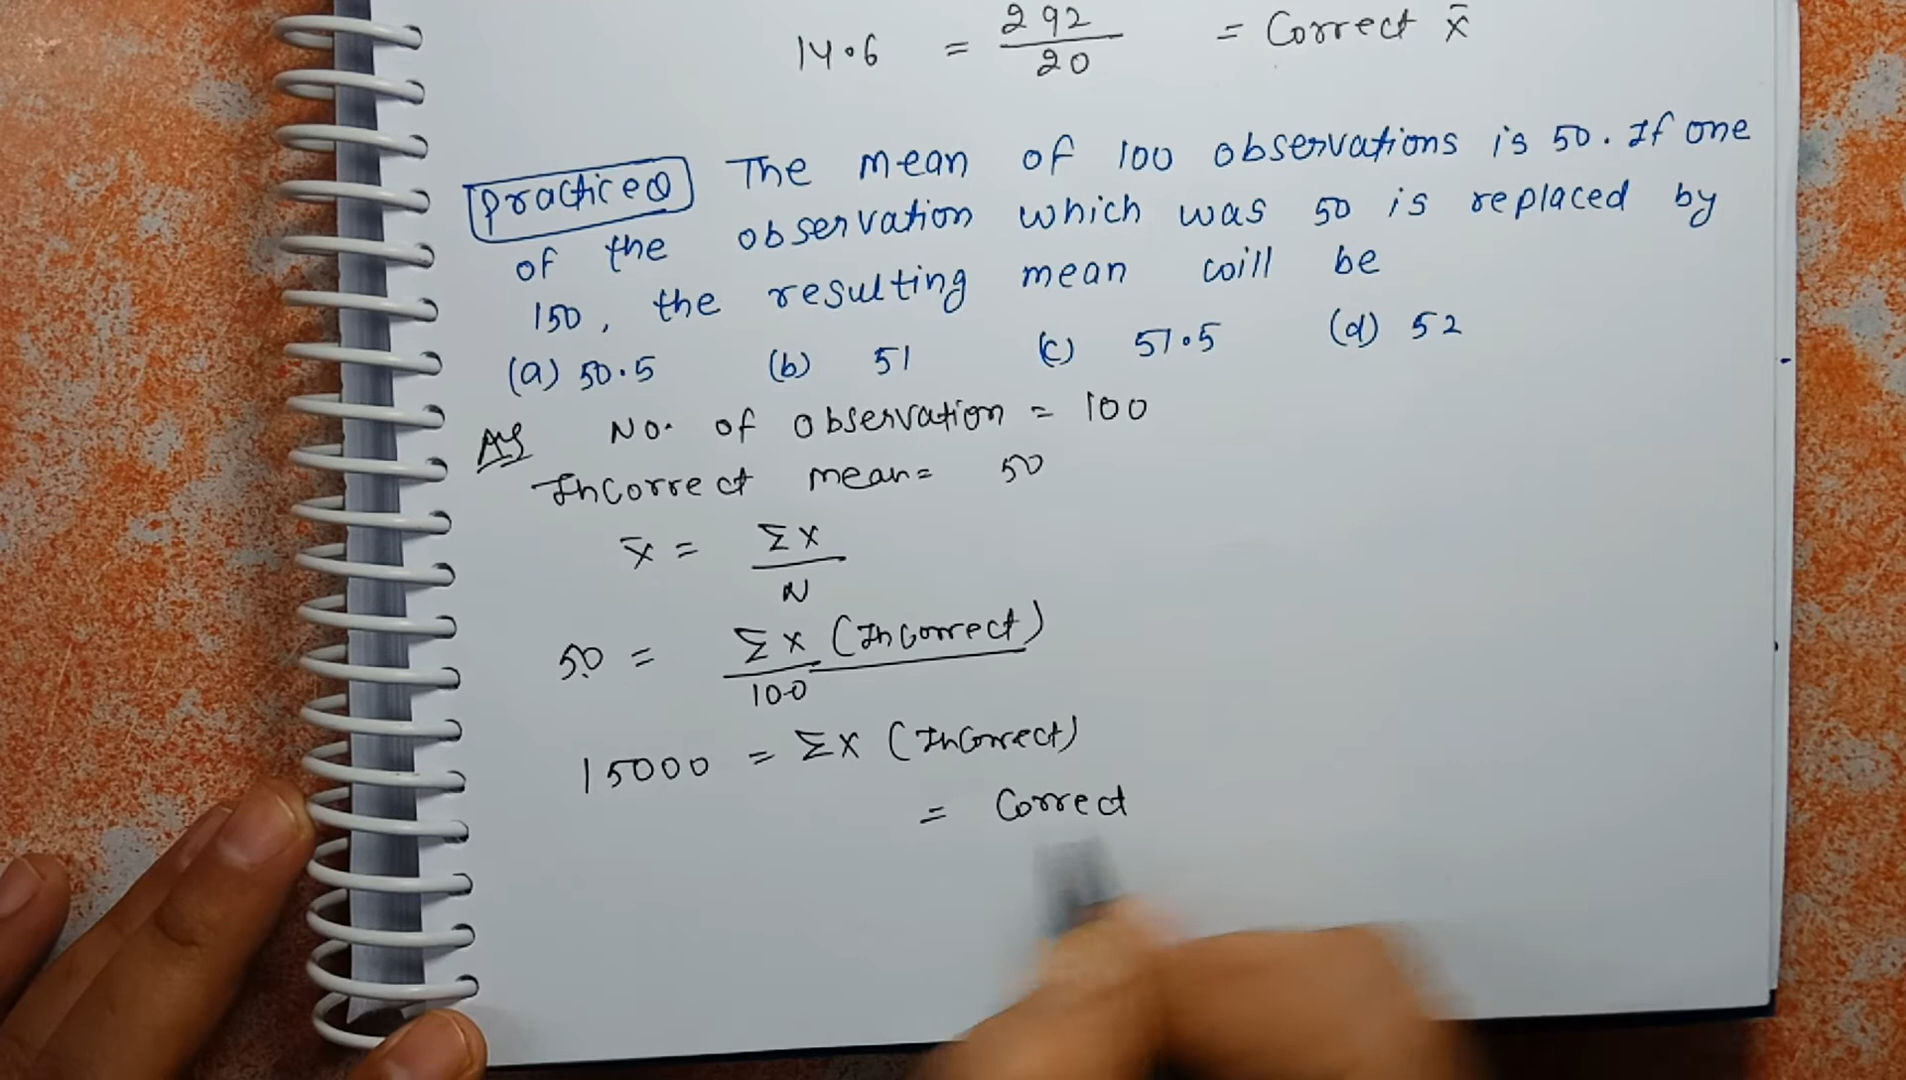 14.6 = 292/20 = Correct x̄
Practice Q The mean of 100 observations is 50. If one
of the observation which was 50 is replaced by
150, the resulting mean will be
(a) 50.5 (b) 51 (c) 51.5 (d) 52
No. of observation = 100
Incorrect mean = 50
x̄ = Σx/N
50 = Σx (Incorrect)/100
15000 = Σx (Incorrect)
= Correct